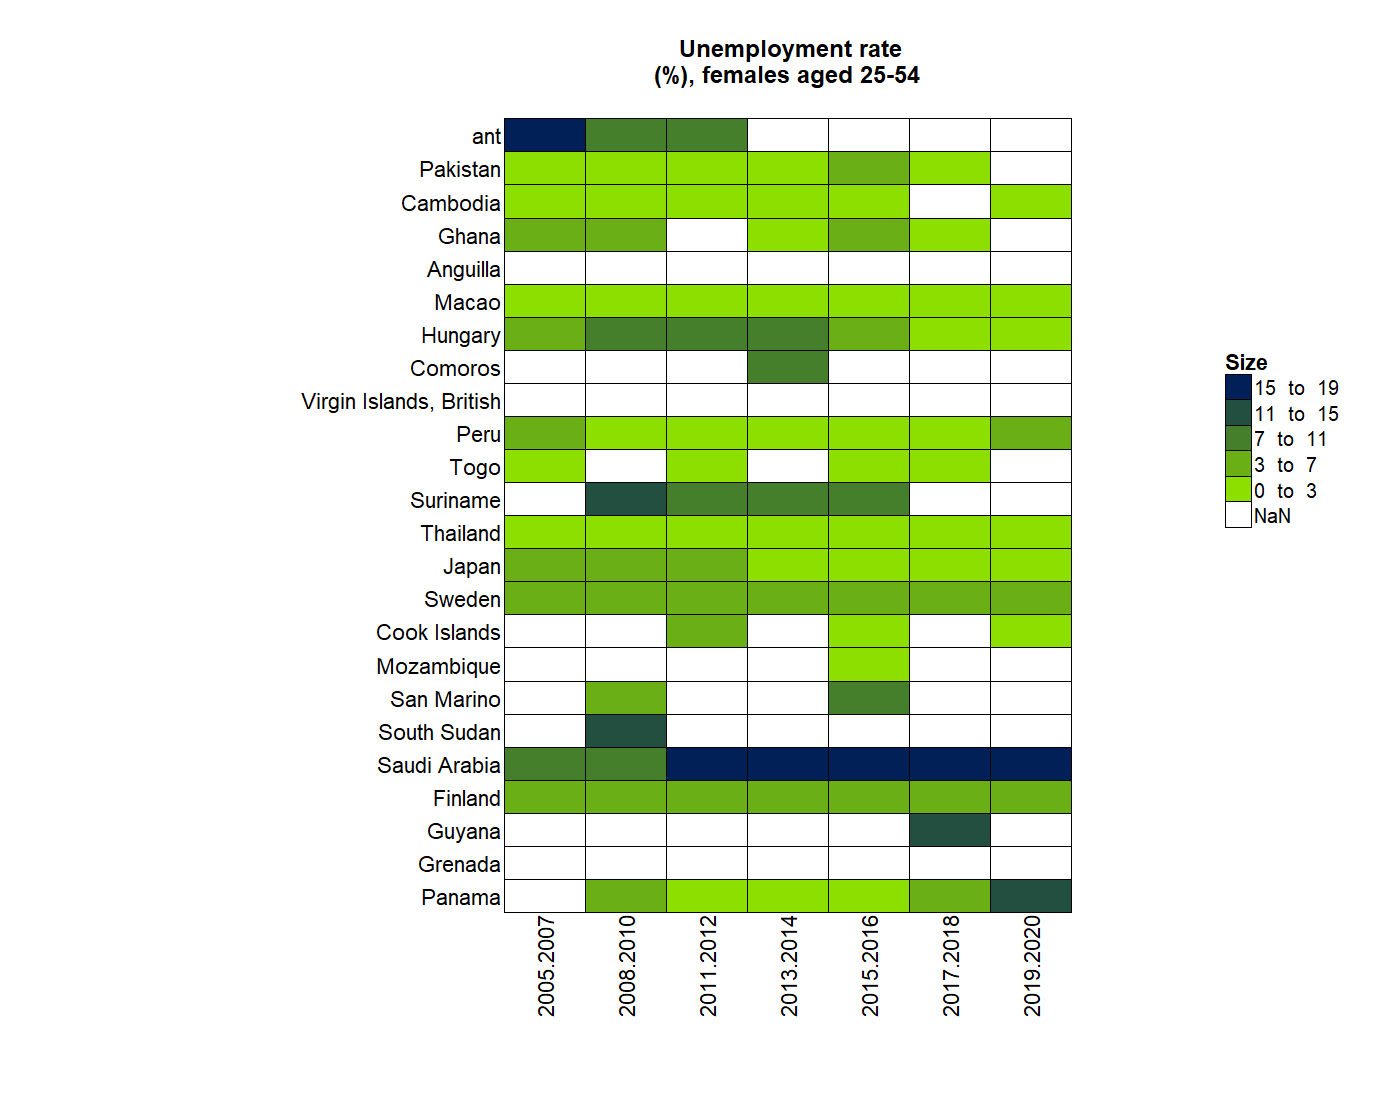 Unemployment rate
(%), females aged 25-54
ant
Pakistan
Cambodia
Ghana
Anguilla
Macao
Hungary
Comoros
Virgin Islands, British
Peru
Togo
Suriname
Thailand
Japan
Sweden
Cook Islands
Mozambique
San Marino
South Sudan
Saudi Arabia
Finland
Guyana
Grenada
Panama
2005.2007
2008.2010
2011.2012
2013.2014
2015.2016
2017.2018
2019.2020
Size
15 to 19
11 to 15
7 to 11
3 to 7
0 to 3
NaN